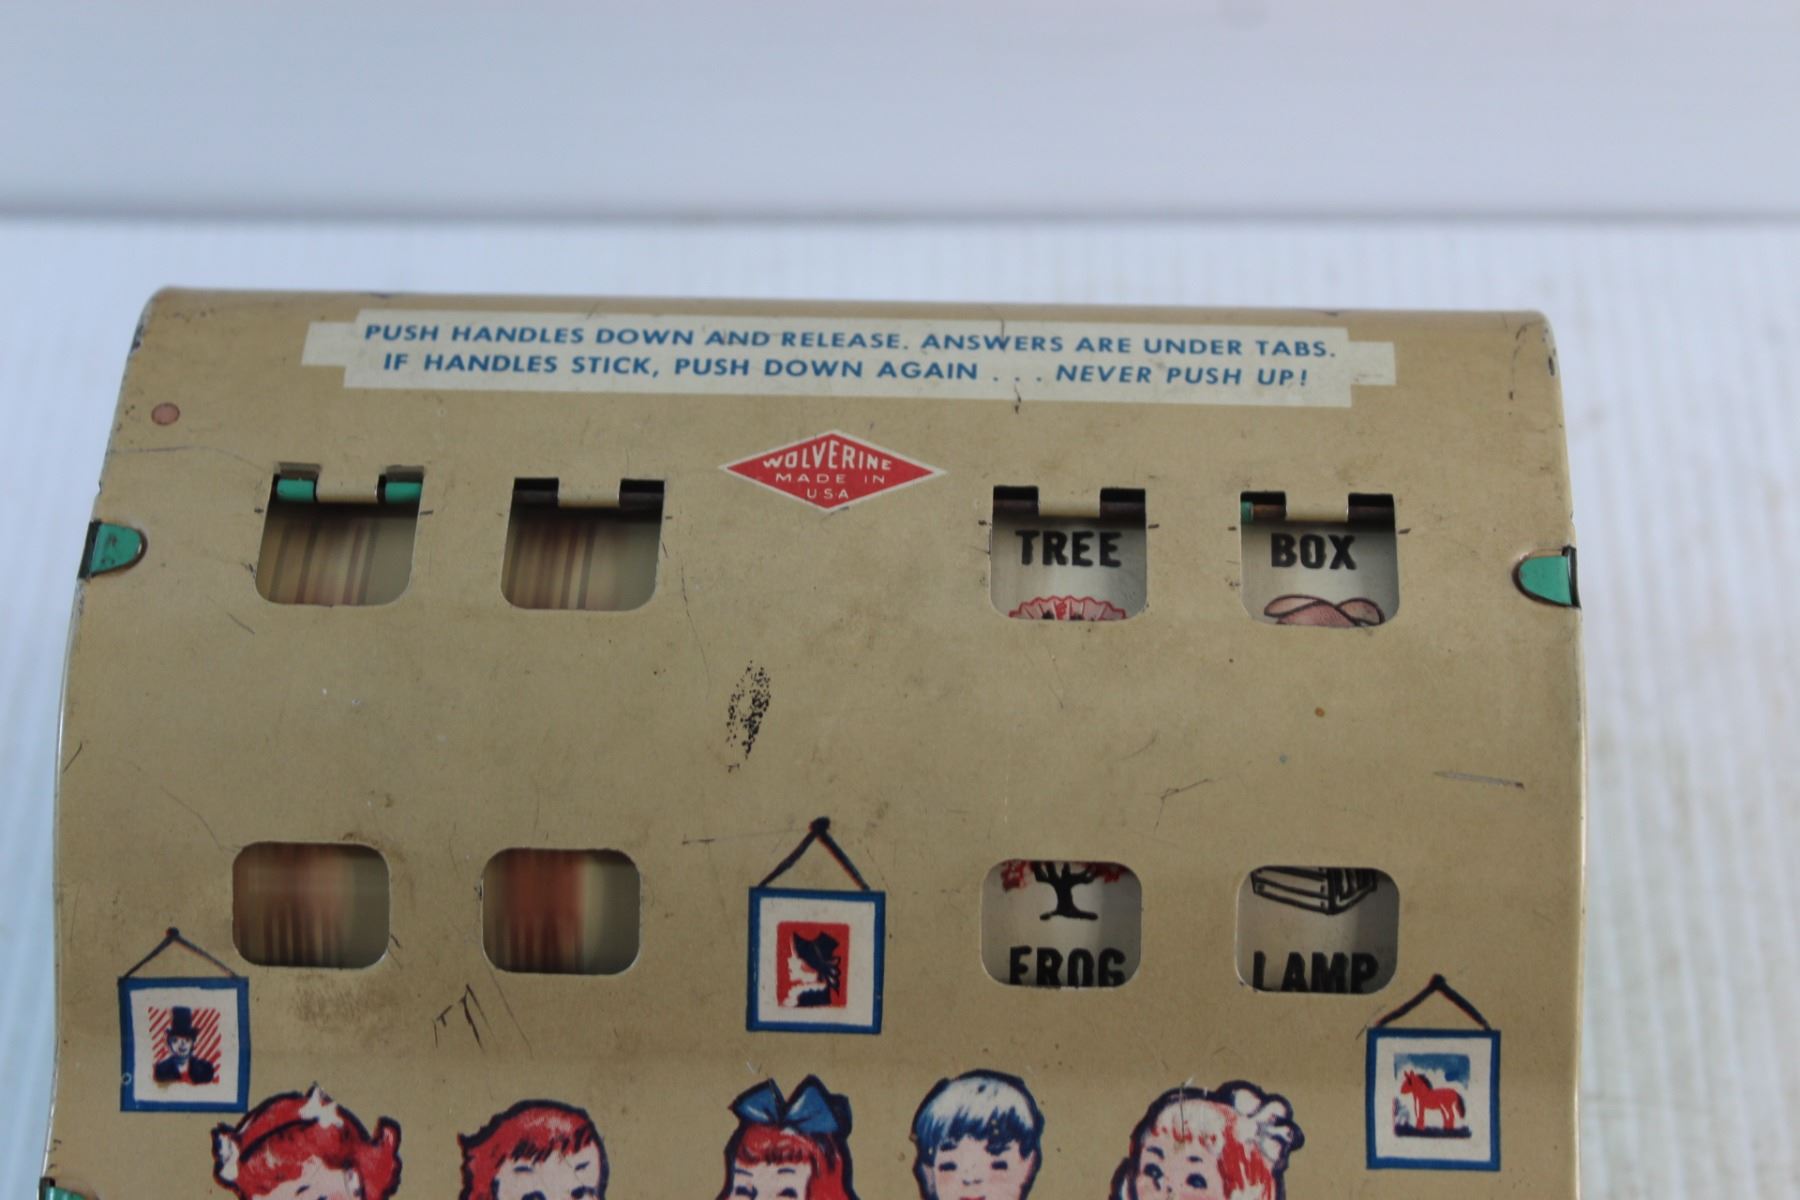 PUSH HANDLES DOWN AND RELEASE. ANSWERS ARE UNDER TABS.
IF HANDLES STICK, PUSH DOWN AGAIN . . . NEVER PUSH UP!
WOLVERINE
MADE IN
USA
TREE
BOX
FROG
LAMP